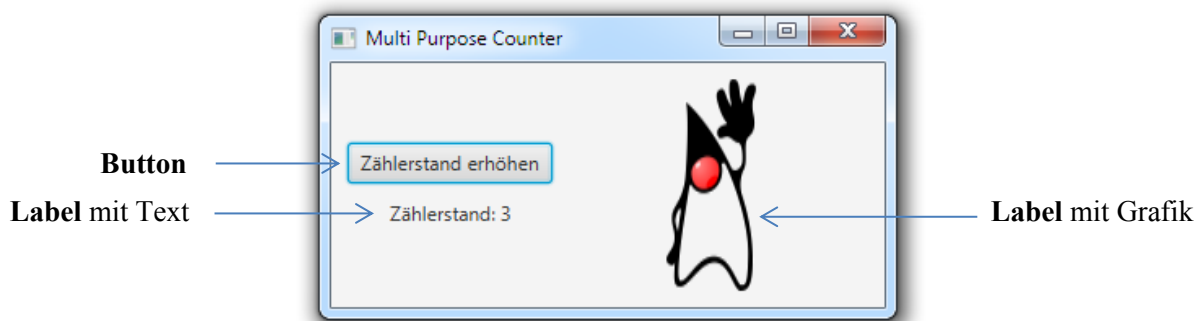 Multi Purpose Counter
Zählerstand erhöhen
Button
Label mit Text
Zählerstand: 3
Label mit Grafik